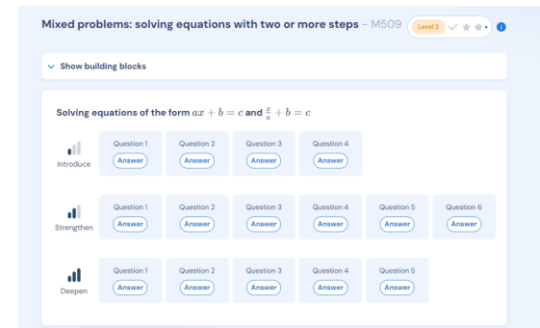 Mixed problems: solving equations with two or more steps - M509 Level 2
Show building blocks
Solving equations of the form ax + b = c and x/a + b = c
Introduce
Question 1 Question 2 Question 3 Question 4
Answer Answer Answer Answer
Strengthen
Question 1 Question 2 Question 3 Question 4 Question 5 Question 6
Answer Answer Answer Answer Answer Answer
Deepen
Question 1 Question 2 Question 3 Question 4 Question 5
Answer Answer Answer Answer Answer